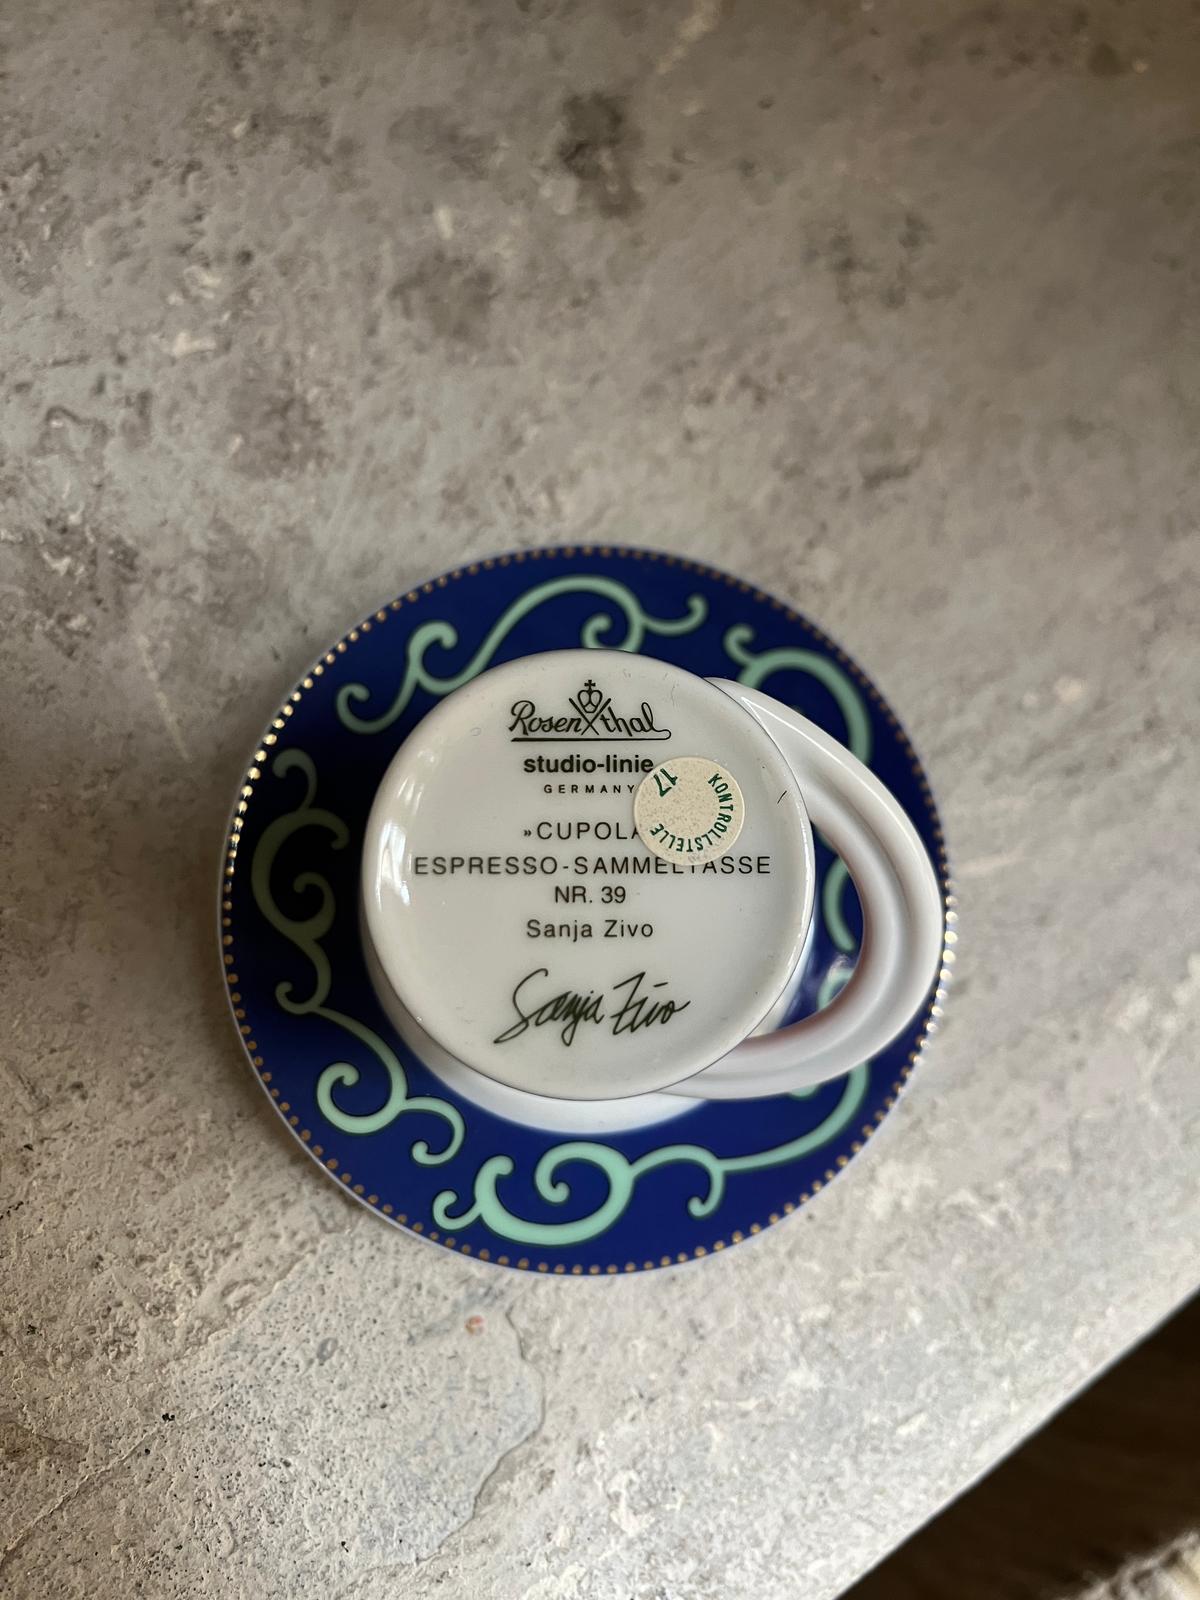 Rosenthal
studio-linie
GERMANY
»CUPOLA
ESPRESSO-SAMMELTASSE
NR. 39
Sanja Zivo
Sanja Zivo
KONTROLLSTELLE
17